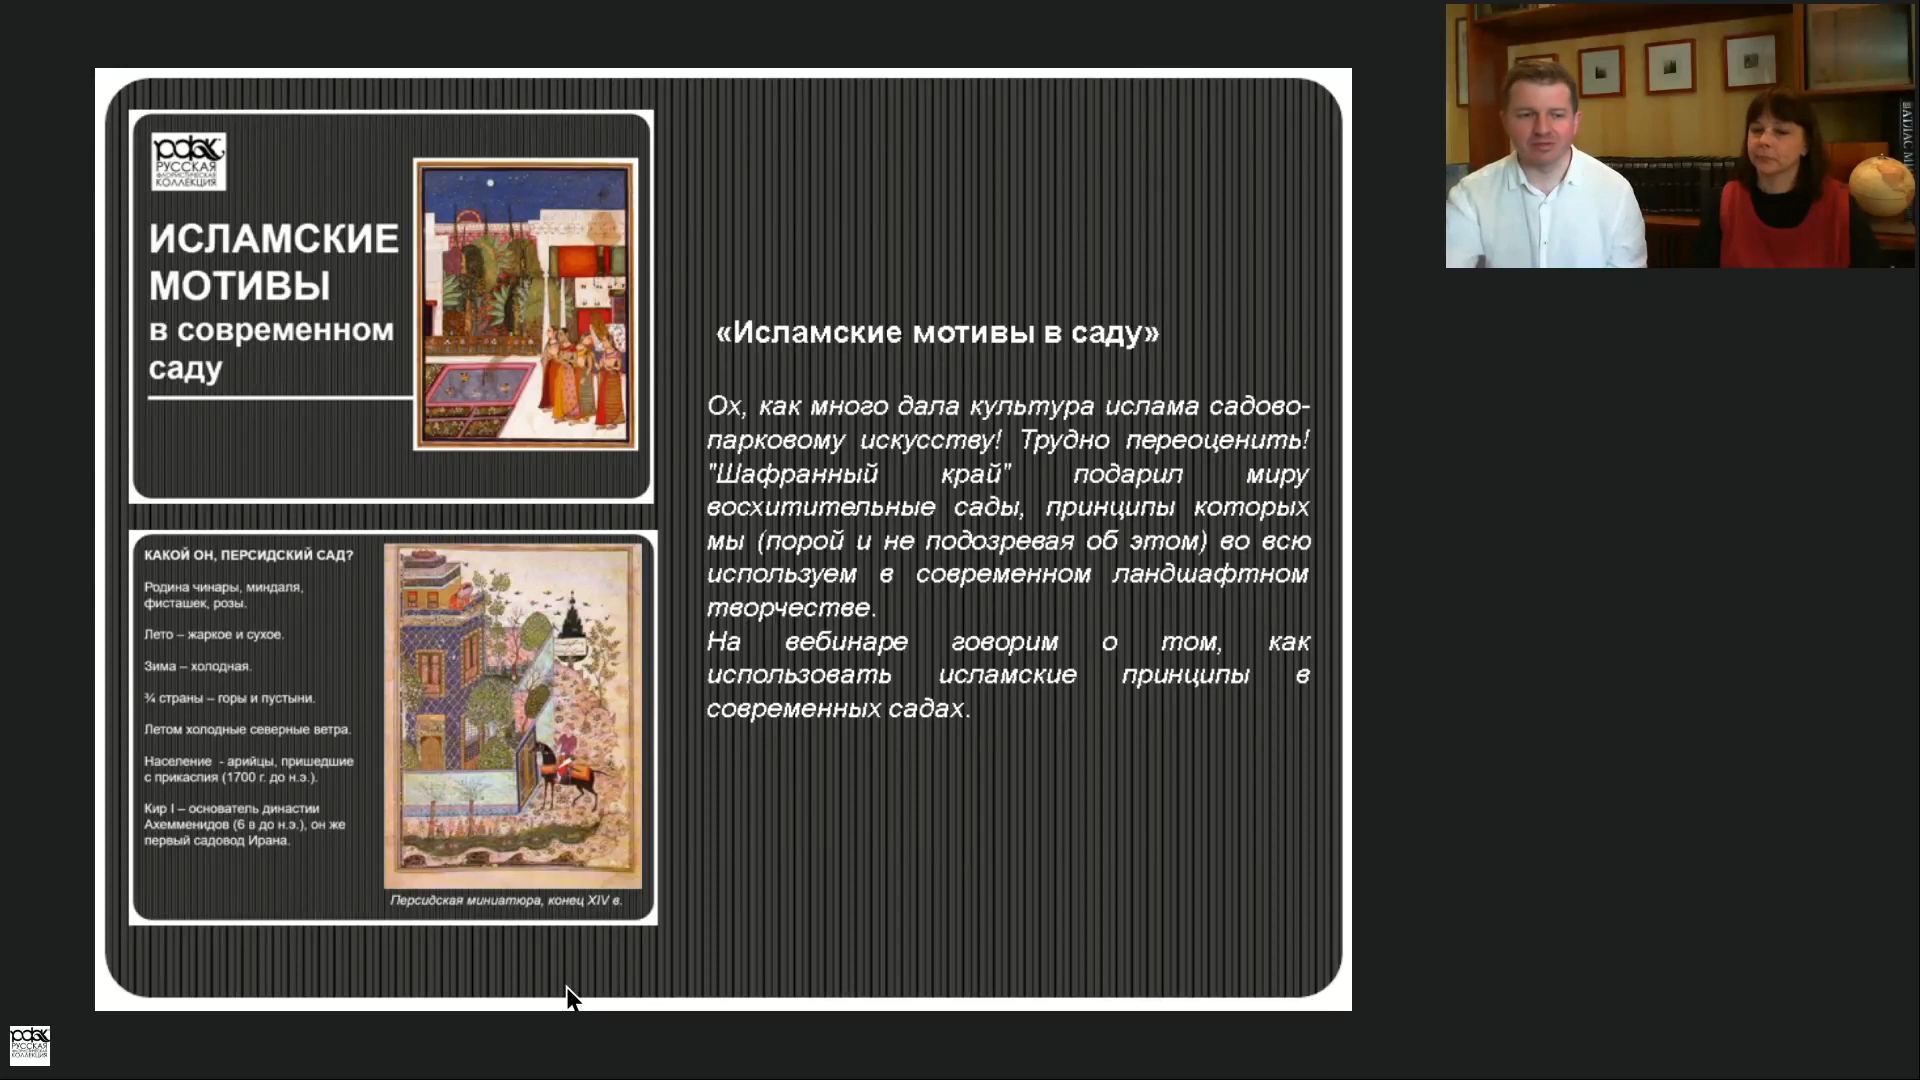 РУССКАЯ
ФЛОРИСТИЧЕСКАЯ
КОЛЛЕКЦИЯ
ИСЛАМСКИЕ
МОТИВЫ
в современном
саду
КАКОЙ ОН, ПЕРСИДСКИЙ САД?
Родина чинары, миндаля,
фисташек, розы.
Лето – жаркое и сухое.
Зима – холодная.
¾ страны – горы и пустыни.
Летом холодные северные ветра.
Население - арийцы, пришедшие
с прикаспия (1700 г. до н.э.).
Кир I – основатель династии
Ахемменидов (6 в до н.э.), он же
первый садовод Ирана.
Персидская миниатюра, конец XIV в.
«Исламские мотивы в саду»
Ох, как много дала культура ислама садово-
парковому искусству! Трудно переоценить!
"Шафранный край" подарил миру
восхитительные сады, принципы которых
мы (порой и не подозревая об этом) во всю
используем в современном ландшафтном
творчестве.
На вебинаре говорим о том, как
использовать исламские принципы в
современных садах.
АТЛАС
РУССКАЯ
КОЛЛЕКЦИЯ